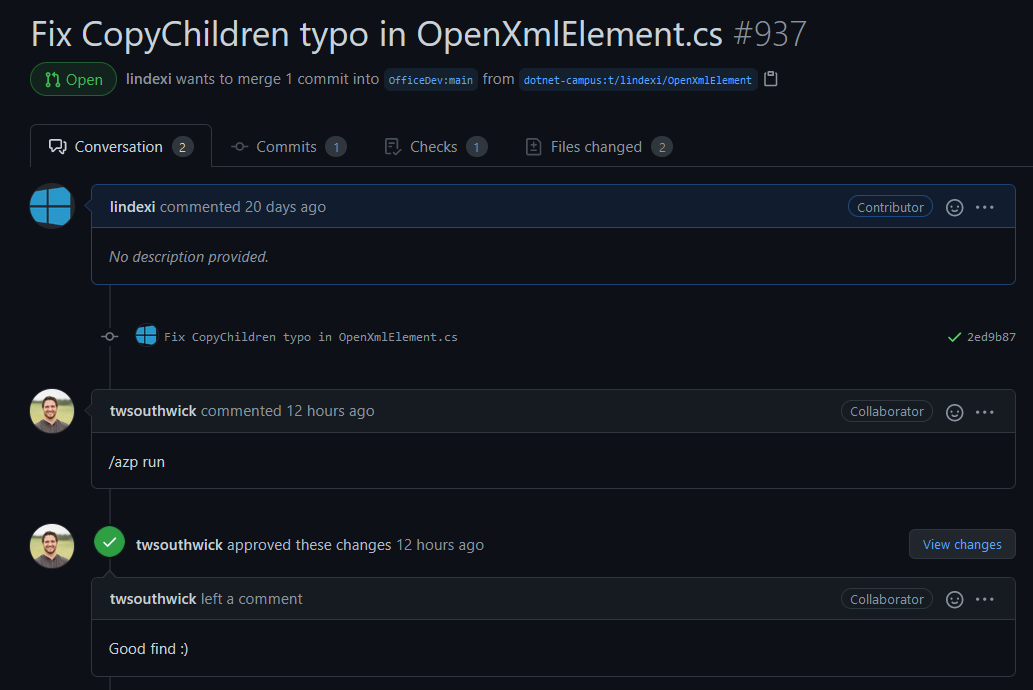 Fix CopyChildren typo in OpenXmlElement.cs #937
Open lindexi wants to merge 1 commit into OfficeDev:main from dotnet-campus:t/lindexi/OpenXmlElement
Conversation 2 Commits 1 Checks 1 Files changed 2
lindexi commented 20 days ago Contributor
No description provided.
Fix CopyChildren typo in OpenXmlElement.cs 2ed9b87
twsouthwick commented 12 hours ago Collaborator
/azp run
twsouthwick approved these changes 12 hours ago View changes
twsouthwick left a comment Collaborator
Good find :)